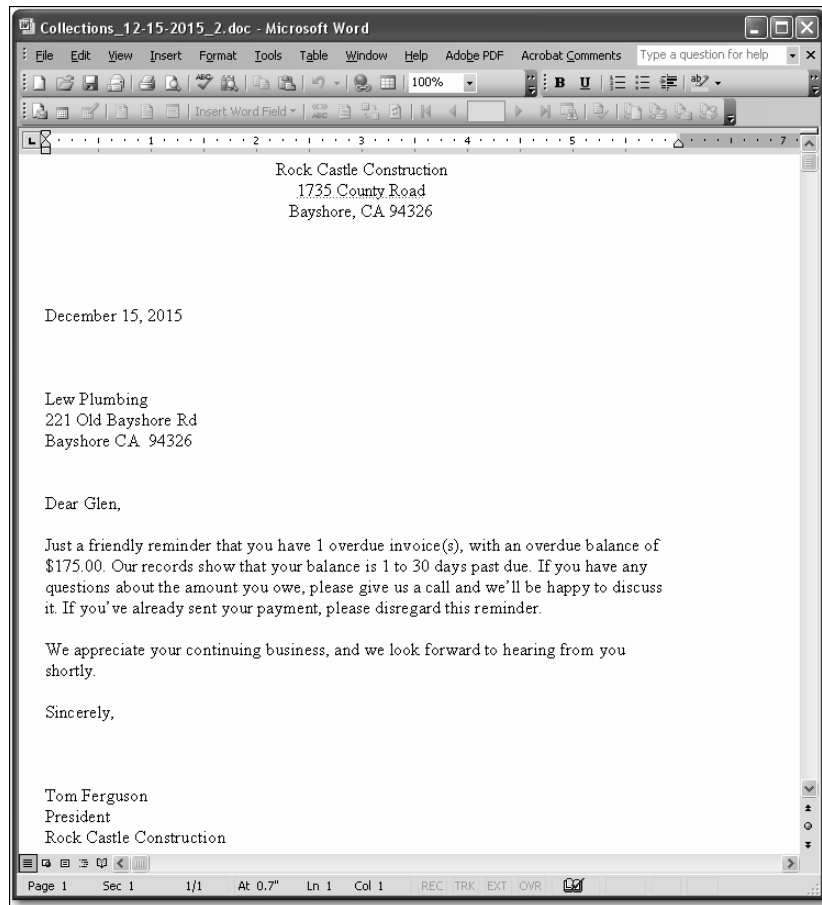 Collections_12-15-2015_2.doc - Microsoft Word
File Edit View Insert Format Tools Table Window Help Adobe PDF Acrobat Comments Type a question for help
100% B U
Insert Word Field
1 2 3 4 5 7
Rock Castle Construction
1735 County Road
Bayshore, CA 94326
December 15, 2015
Lew Plumbing
221 Old Bayshore Rd
Bayshore CA 94326
Dear Glen,
Just a friendly reminder that you have 1 overdue invoice(s), with an overdue balance of
$175.00. Our records show that your balance is 1 to 30 days past due. If you have any
questions about the amount you owe, please give us a call and we'll be happy to discuss
it. If you've already sent your payment, please disregard this reminder.
We appreciate your continuing business, and we look forward to hearing from you
shortly.
Sincerely,
Tom Ferguson
President
Rock Castle Construction
Page 1 Sec 1 1/1 At 0.7" Ln 1 Col 1 REC TRK EXT OVR